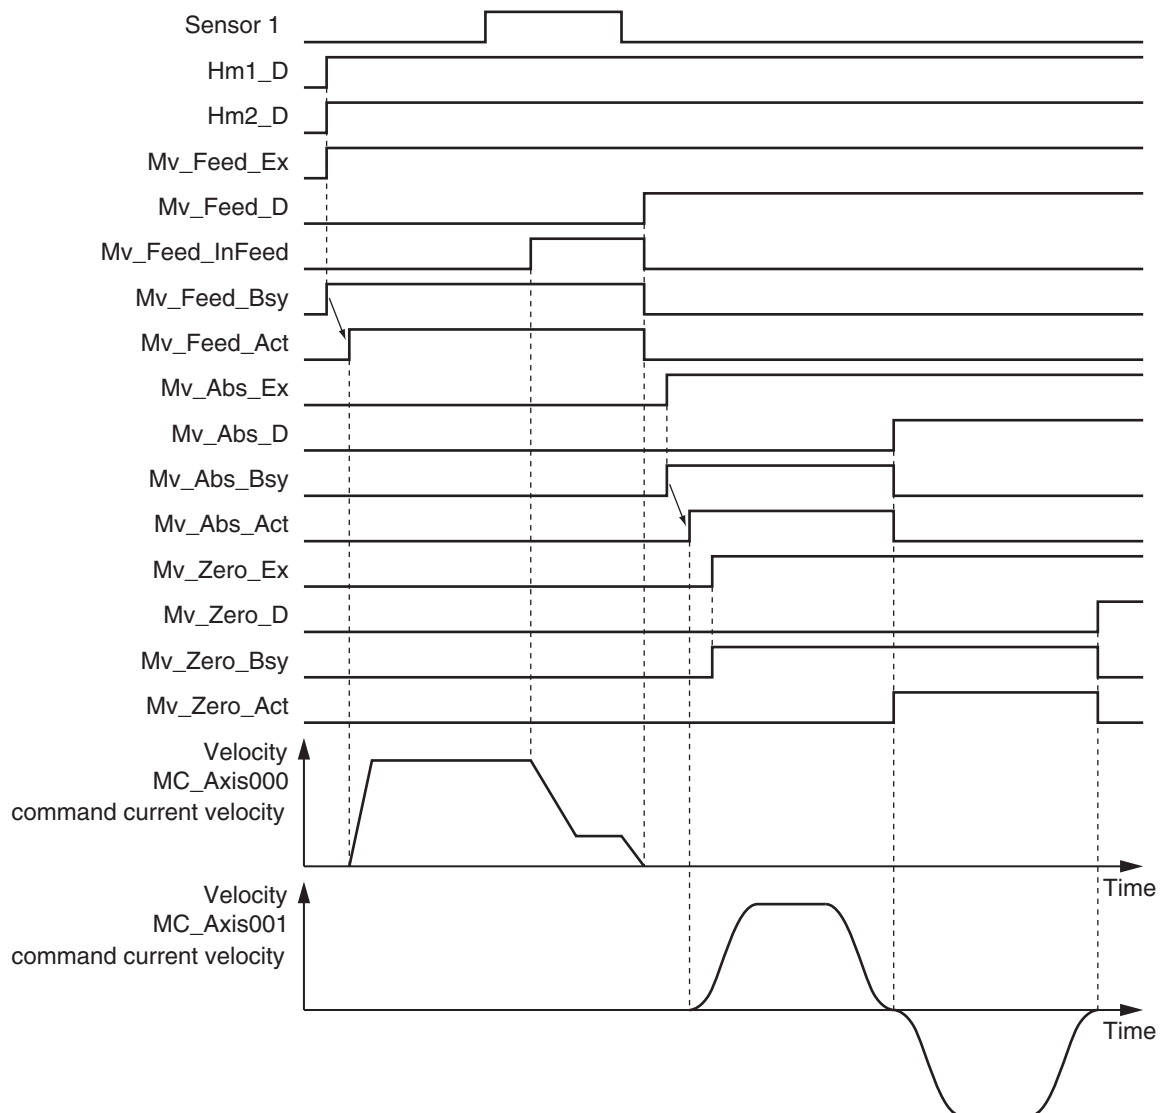 Sensor 1
Hm1_D
Hm2_D
Mv_Feed_Ex
Mv_Feed_D
Mv_Feed_InFeed
Mv_Feed_Bsy
Mv_Feed_Act
Mv_Abs_Ex
Mv_Abs_D
Mv_Abs_Bsy
Mv_Abs_Act
Mv_Zero_Ex
Mv_Zero_D
Mv_Zero_Bsy
Mv_Zero_Act
Velocity
MC_Axis000
command current velocity
Time
Velocity
MC_Axis001
command current velocity
Time